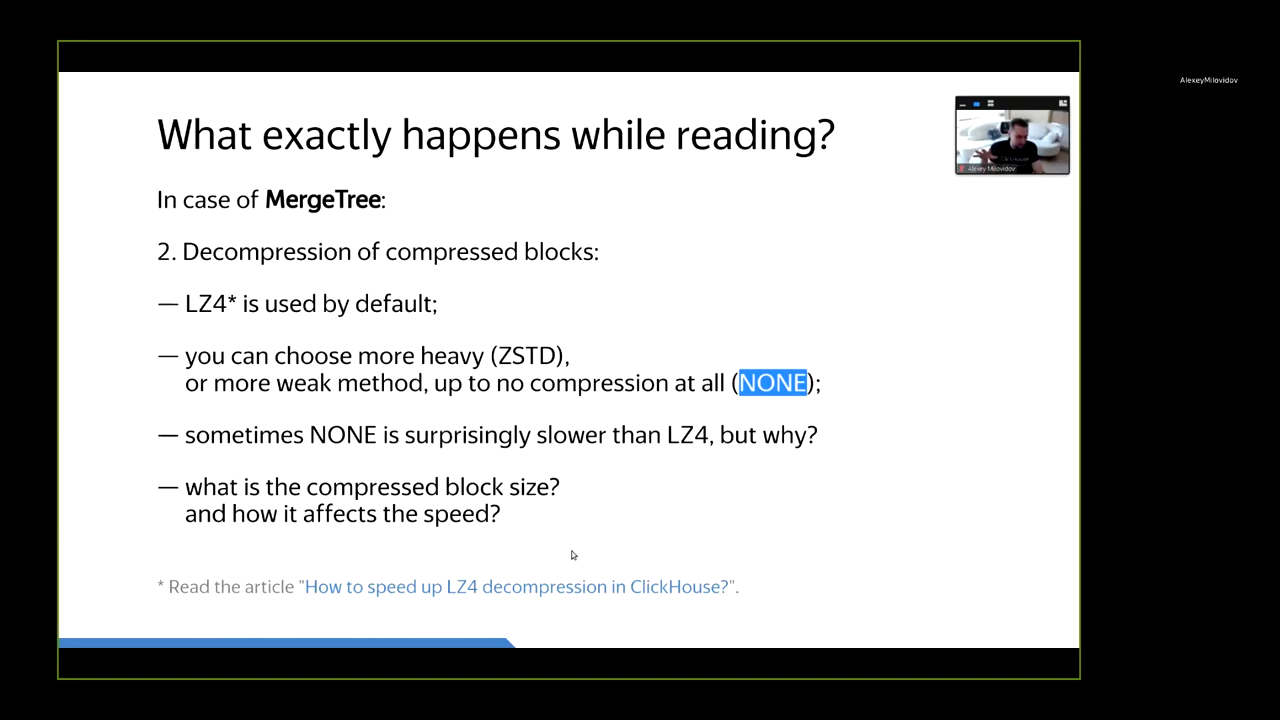 AlexeyMilovidov
What exactly happens while reading?
Alexey Milovidov
In case of MergeTree:
2. Decompression of compressed blocks:
— LZ4* is used by default;
— you can choose more heavy (ZSTD),
or more weak method, up to no compression at all (NONE);
— sometimes NONE is surprisingly slower than LZ4, but why?
— what is the compressed block size?
and how it affects the speed?
* Read the article "How to speed up LZ4 decompression in ClickHouse?".